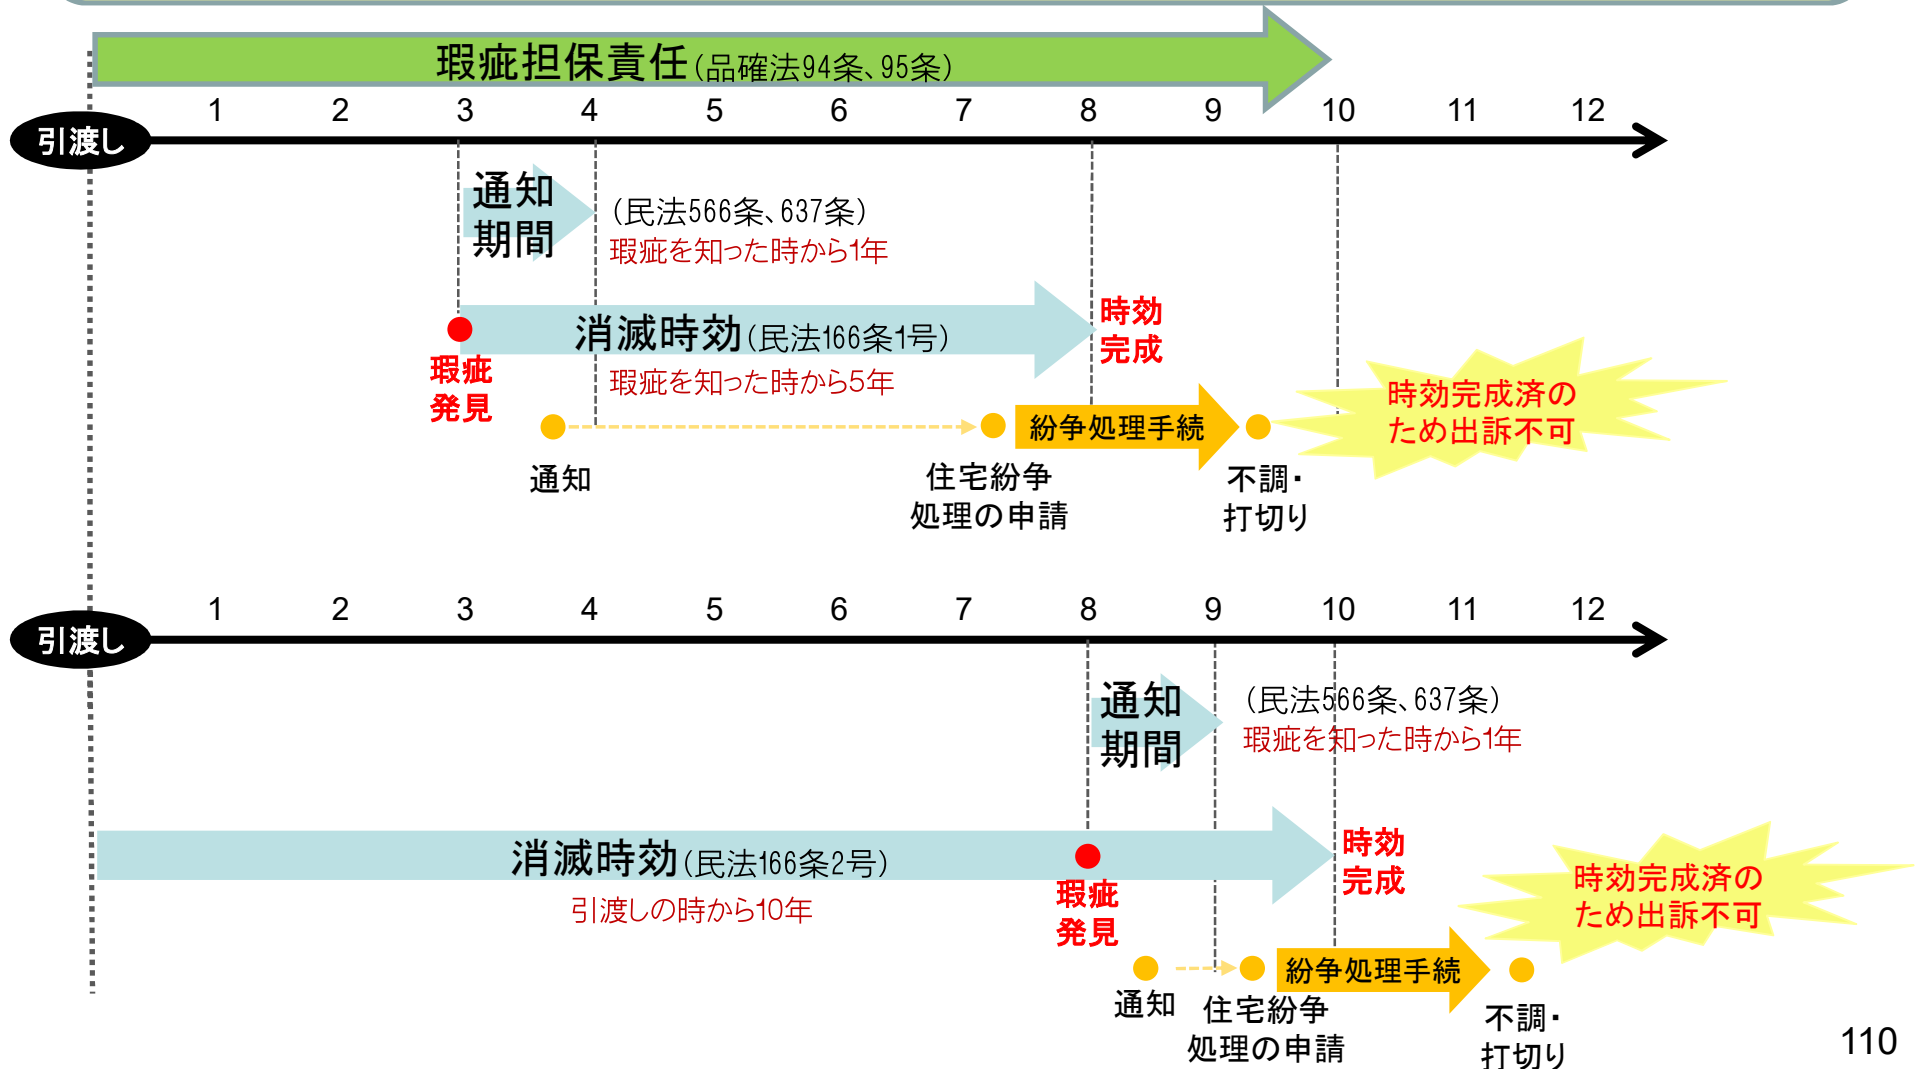 瑕疵担保責任(品確法94条、95条)
1 2 3 4 5 6 7 8 9 10 11 12
引渡し
通知
期間
(民法566条、637条)
瑕疵を知った時から1年
消滅時効(民法166条1号)
瑕疵を知った時から5年
時効
完成
瑕疵
発見
紛争処理手続
時効完成済の
ため出訴不可
通知
住宅紛争
処理の申請
不調・
打切り
1 2 3 4 5 6 7 8 9 10 11 12
引渡し
通知
期間
(民法566条、637条)
瑕疵を知った時から1年
消滅時効(民法166条2号)
引渡しの時から10年
時効
完成
瑕疵
発見
時効完成済の
ため出訴不可
紛争処理手続
通知
住宅紛争
処理の申請
不調・
打切り
110